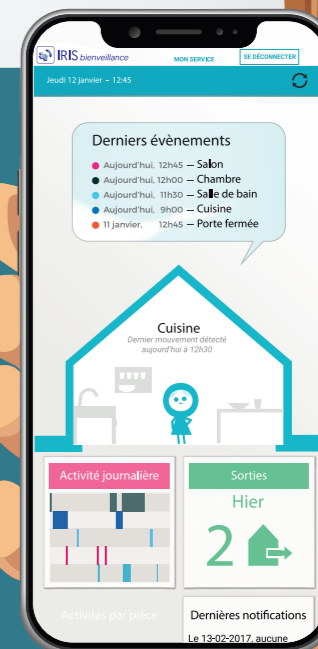 IRIS bienveillance
MON SERVICE
SE DÉCONNECTER
Jeudi 12 janvier - 12:45
Derniers évènements
Aujourd'hui, 12h45 — Salon
Aujourd'hui, 12h00 — Chambre
Aujourd'hui, 11h30 — Salle de bain
Aujourd'hui, 9h00 — Cuisine
11 janvier, 12h45 — Porte fermée
Cuisine
Dernier mouvement détecté
aujourd'hui à 12h30
Activité journalière
Sorties
Hier
2
Activités par pièce
Dernières notifications
Le 13-02-2017, aucune